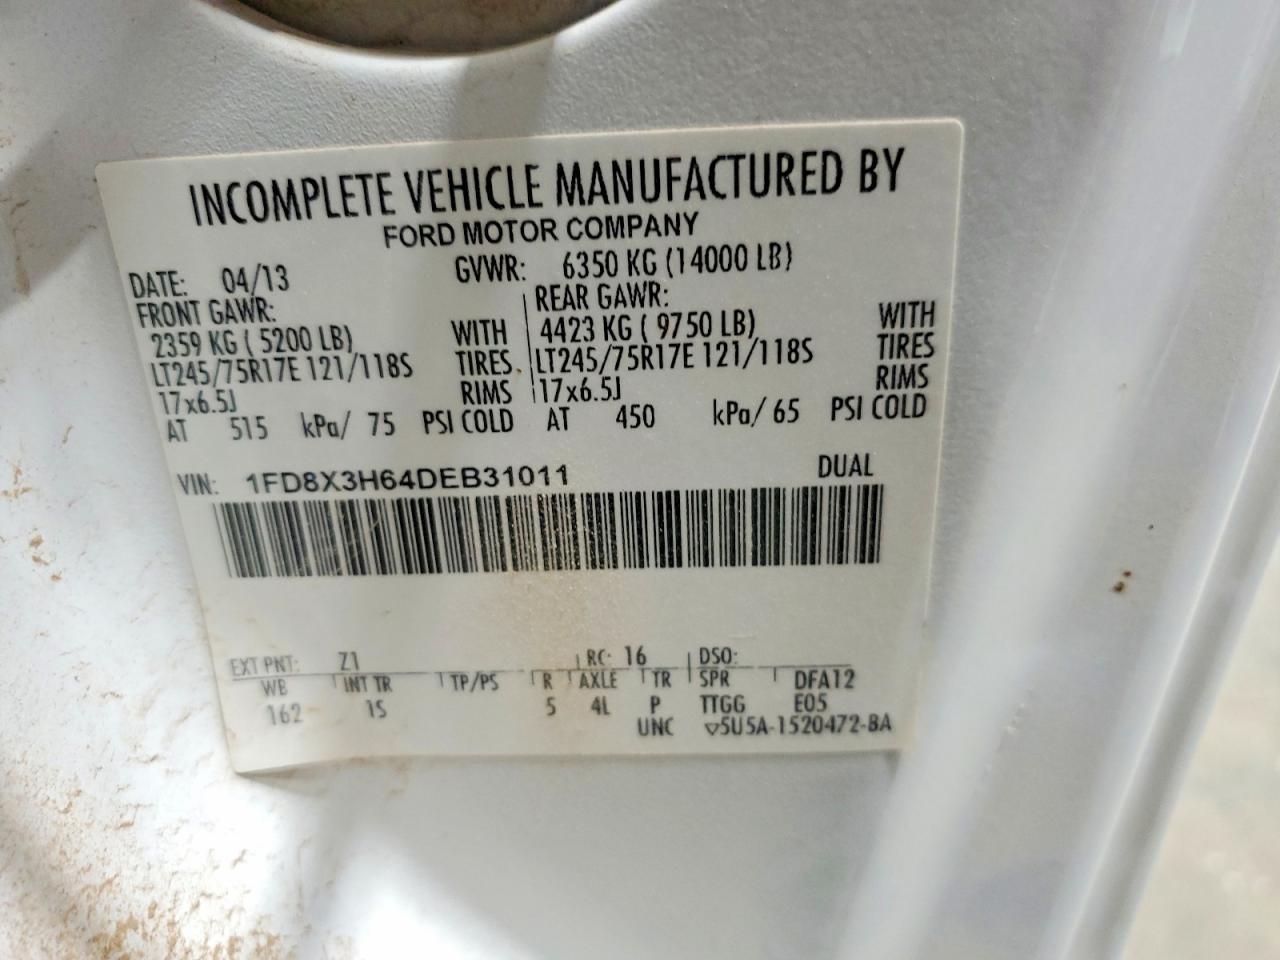 INCOMPLETE VEHICLE MANUFACTURED BY
FORD MOTOR COMPANY
DATE: 04/13 GVWR: 6350 KG (14000 LB)
FRONT GAWR: REAR GAWR:
2359 KG ( 5200 LB) WITH 4423 KG ( 9750 LB) WITH
LT245/75R17E 121/118S TIRES LT245/75R17E 121/118S TIRES
17x6.5J RIMS 17x6.5J RIMS
AT 515 kPa/ 75 PSI COLD AT 450 kPa/ 65 PSI COLD
VIN: 1FD8X3H64DEB31011 DUAL
EXT PNT: Z1 RC: 16 DSO:
WB INT TR TP/PS R AXLE TR SPR DFA12
162 1S 5 4L P TTGG E05
UNC ▽5U5A-1520472-BA